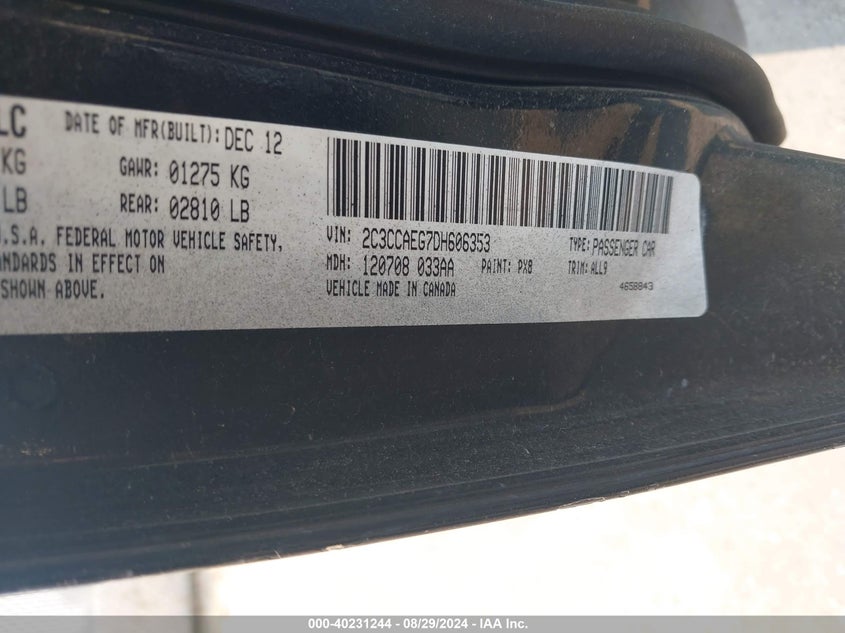 LC DATE OF MFR(BUILT): DEC 12
KG GAWR: 01275 KG
LB REAR: 02810 LB
U.S.A. FEDERAL MOTOR VEHICLE SAFETY,
ANDARDS IN EFFECT ON
SHOWN ABOVE.
VIN: 2C3CCAEG7DH606353 TYPE: PASSENGER CAR
MDH: 120708 033AA PAINT: PX8 TRIM: ALL9
VEHICLE MADE IN CANADA 4658843
000-40231244 - 08/29/2024 - IAA Inc.